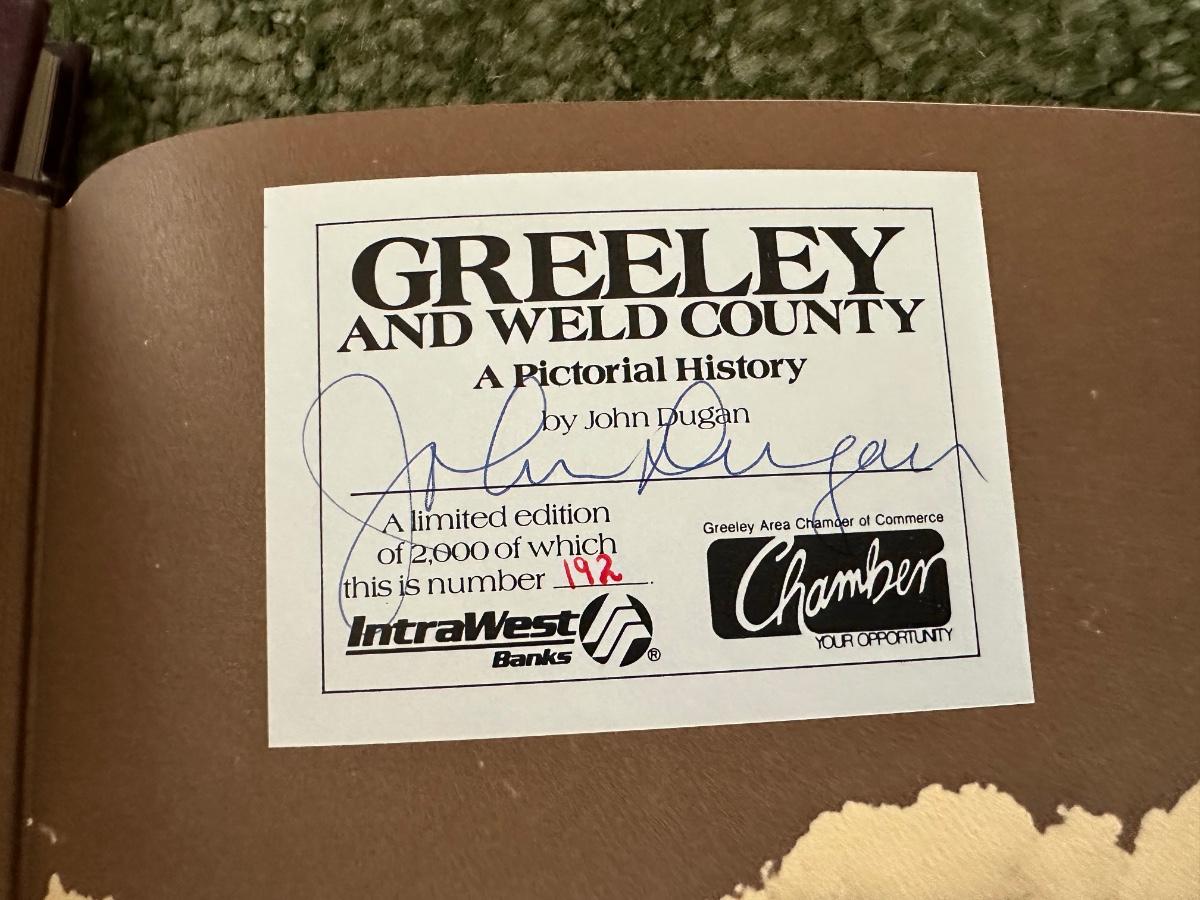 GREELEY
AND WELD COUNTY
A Pictorial History
by John Dugan
John Dugan
A limited edition
of 2,000 of which
this is number 192.
IntraWest
Banks ®
Greeley Area Chamber of Commerce
Chamber
YOUR OPPORTUNITY